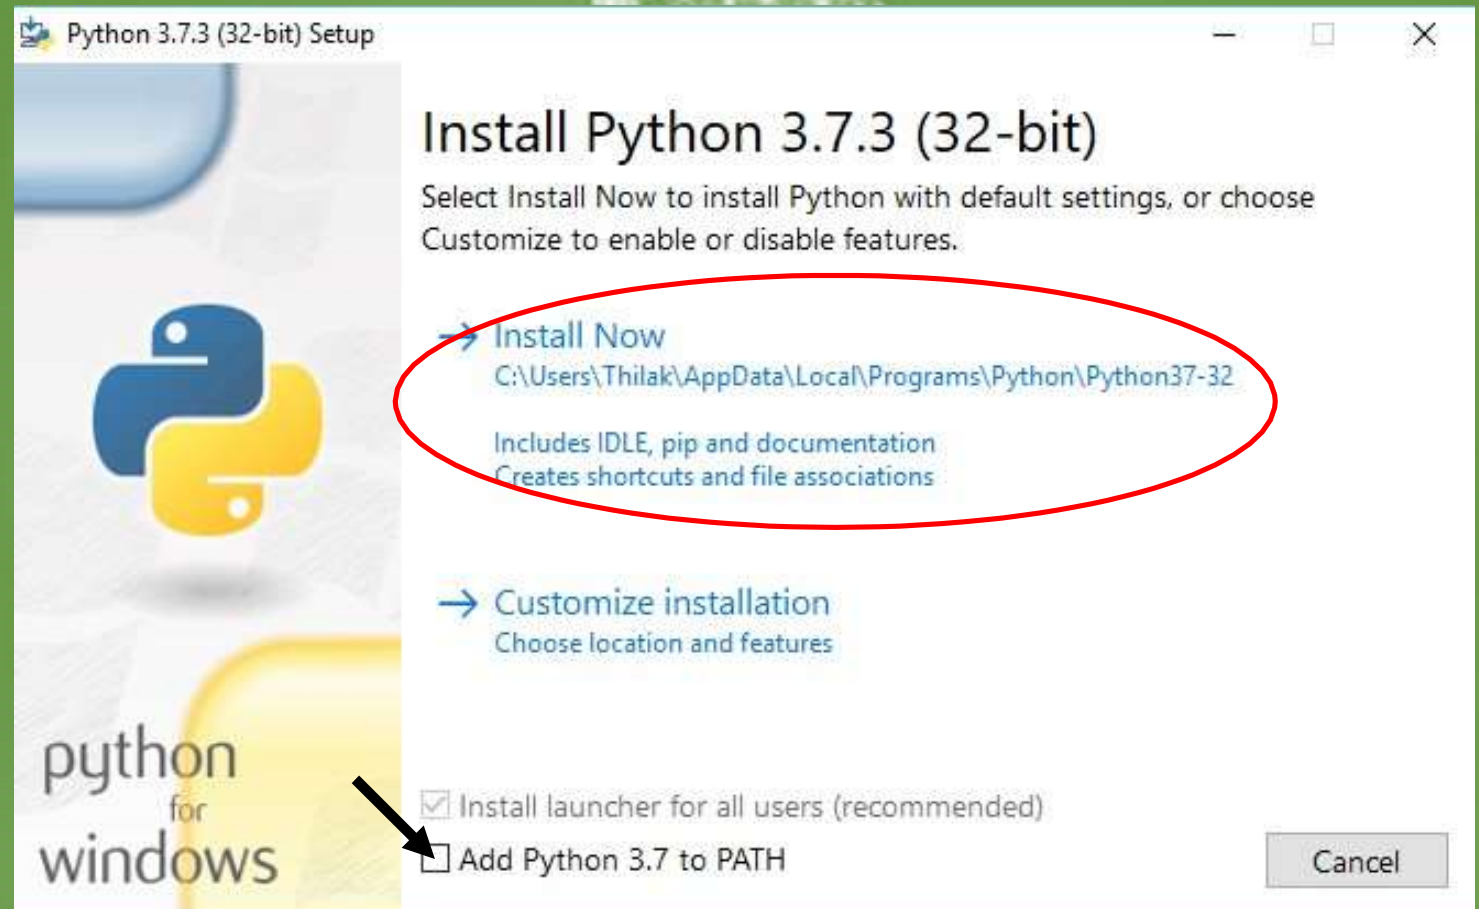 Python 3.7.3 (32-bit) Setup
Install Python 3.7.3 (32-bit)
Select Install Now to install Python with default settings, or choose
Customize to enable or disable features.
Install Now
C:\Users\Thilak\AppData\Local\Programs\Python\Python37-32
Includes IDLE, pip and documentation
Creates shortcuts and file associations
Customize installation
Choose location and features
python
for
windows
Install launcher for all users (recommended)
Add Python 3.7 to PATH
Cancel